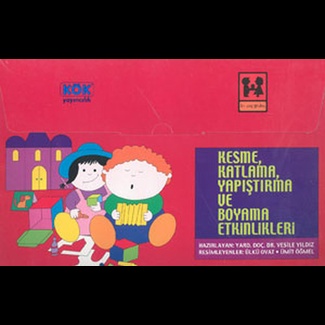 KÖK
yayıncılık
KESME,
KATLAMA,
YAPIŞTIRMA
VE
BOYAMA
ETKİNLİKLERİ
HAZIRLAYAN: YARD. DOÇ. DR. VESİLE YILDIZ
RESİMLEYENLER: ÜLKÜ OVAT • ÜMİT ÖĞMEL